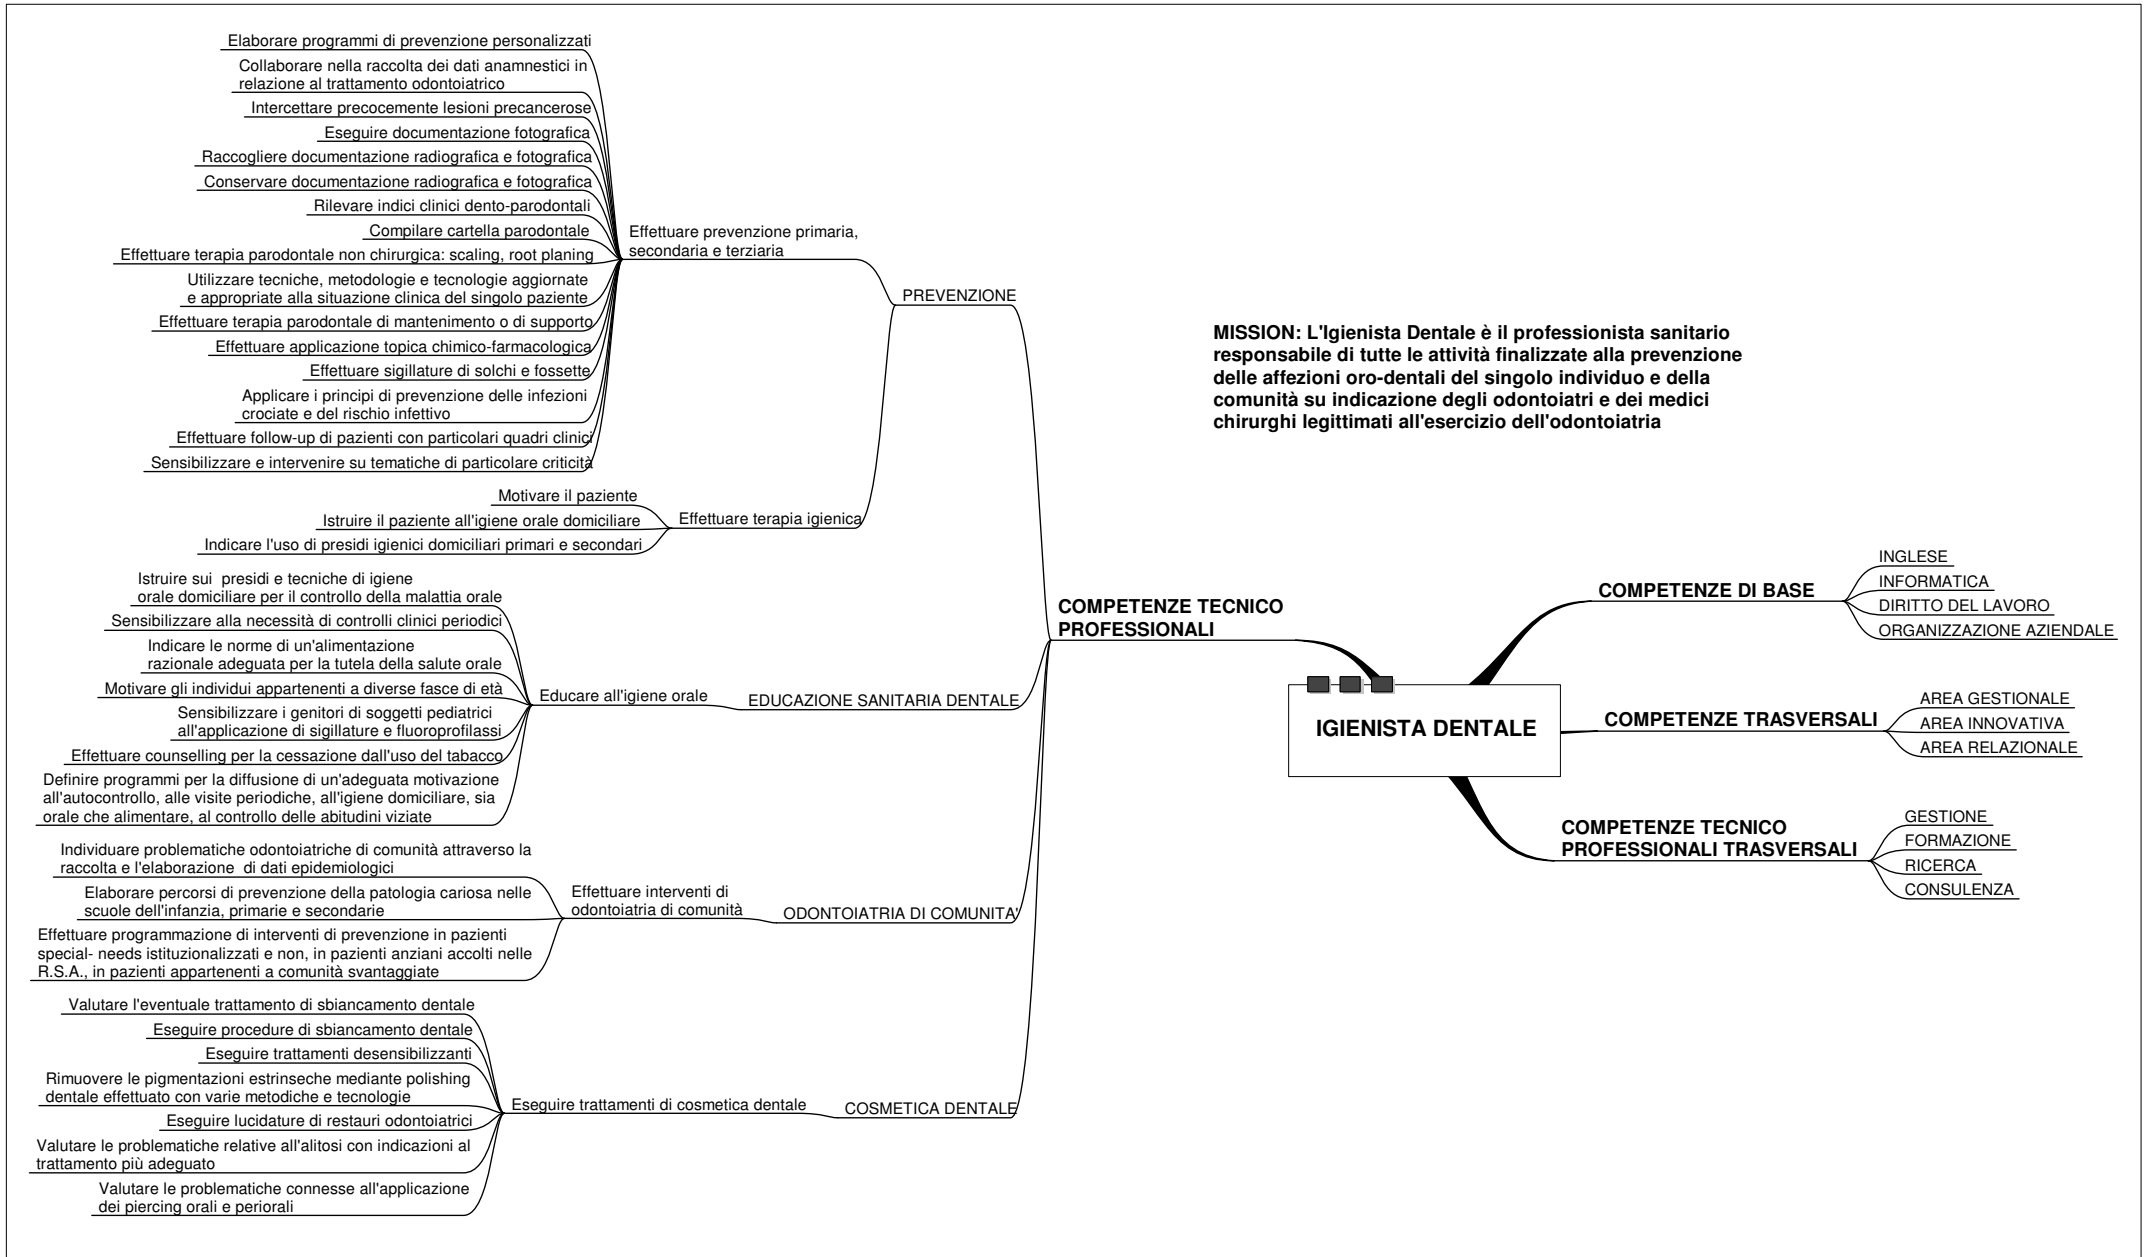 Elaborare programmi di prevenzione personalizzati
Collaborare nella raccolta dei dati anamnestici in
relazione al trattamento odontoiatrico
Intercettare precocemente lesioni precancerose
Eseguire documentazione fotografica
Raccogliere documentazione radiografica e fotografica
Conservare documentazione radiografica e fotografica
Rilevare indici clinici dento-parodontali
Compilare cartella parodontale
Effettuare terapia parodontale non chirurgica: scaling, root planing
Utilizzare tecniche, metodologie e tecnologie aggiornate
e appropriate alla situazione clinica del singolo paziente
Effettuare terapia parodontale di mantenimento o di supporto
Effettuare applicazione topica chimico-farmacologica
Effettuare sigillature di solchi e fossette
Applicare i principi di prevenzione delle infezioni
crociate e del rischio infettivo
Effettuare follow-up di pazienti con particolari quadri clinici
Sensibilizzare e intervenire su tematiche di particolare criticità
Effettuare prevenzione primaria,
secondaria e terziaria
Motivare il paziente
Istruire il paziente all'igiene orale domiciliare
Indicare l'uso di presidi igienici domiciliari primari e secondari
Effettuare terapia igienica
PREVENZIONE
Istruire sui  presidi e tecniche di igiene
orale domiciliare per il controllo della malattia orale
Sensibilizzare alla necessità di controlli clinici periodici
Indicare le norme di un'alimentazione
razionale adeguata per la tutela della salute orale
Motivare gli individui appartenenti a diverse fasce di età
Sensibilizzare i genitori di soggetti pediatrici
all'applicazione di sigillature e fluoroprofilassi
Effettuare counselling per la cessazione dall'uso del tabacco
Definire programmi per la diffusione di un'adeguata motivazione
all'autocontrollo, alle visite periodiche, all'igiene domiciliare, sia
orale che alimentare, al controllo delle abitudini viziate
Educare all'igiene orale
EDUCAZIONE SANITARIA DENTALE
Individuare problematiche odontoiatriche di comunità attraverso la
raccolta e l'elaborazione  di dati epidemiologici
Elaborare percorsi di prevenzione della patologia cariosa nelle
scuole dell'infanzia, primarie e secondarie
Effettuare programmazione di interventi di prevenzione in pazienti
special- needs istituzionalizzati e non, in pazienti anziani accolti nelle
R.S.A., in pazienti appartenenti a comunità svantaggiate
Effettuare interventi di
odontoiatria di comunità
ODONTOIATRIA DI COMUNITA'
Valutare l'eventuale trattamento di sbiancamento dentale
Eseguire procedure di sbiancamento dentale
Eseguire trattamenti desensibilizzanti
Rimuovere le pigmentazioni estrinseche mediante polishing
dentale effettuato con varie metodiche e tecnologie
Eseguire lucidature di restauri odontoiatrici
Valutare le problematiche relative all'alitosi con indicazioni al
trattamento più adeguato
Valutare le problematiche connesse all'applicazione
dei piercing orali e periorali
Eseguire trattamenti di cosmetica dentale
COSMETICA DENTALE
COMPETENZE TECNICO
PROFESSIONALI
MISSION: L'Igienista Dentale è il professionista sanitario
responsabile di tutte le attività finalizzate alla prevenzione
delle affezioni oro-dentali del singolo individuo e della
comunità su indicazione degli odontoiatri e dei medici
chirurghi legittimati all'esercizio dell'odontoiatria
IGIENISTA DENTALE
COMPETENZE DI BASE
INGLESE
INFORMATICA
DIRITTO DEL LAVORO
ORGANIZZAZIONE AZIENDALE
COMPETENZE TRASVERSALI
AREA GESTIONALE
AREA INNOVATIVA
AREA RELAZIONALE
COMPETENZE TECNICO
PROFESSIONALI TRASVERSALI
GESTIONE
FORMAZIONE
RICERCA
CONSULENZA